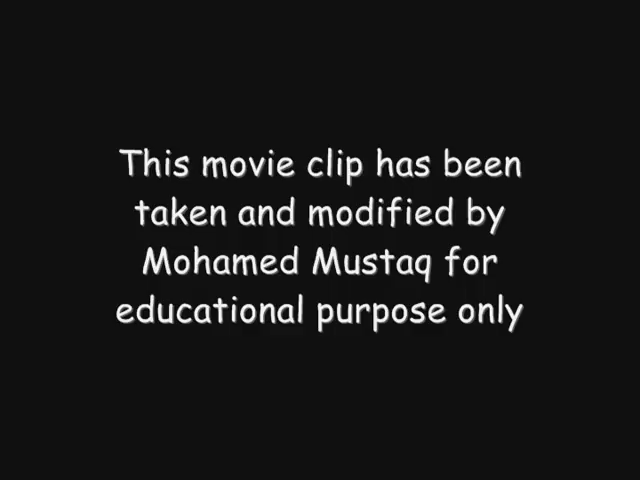 This movie clip has been
taken and modified by
Mohamed Mustaq for
educational purpose only